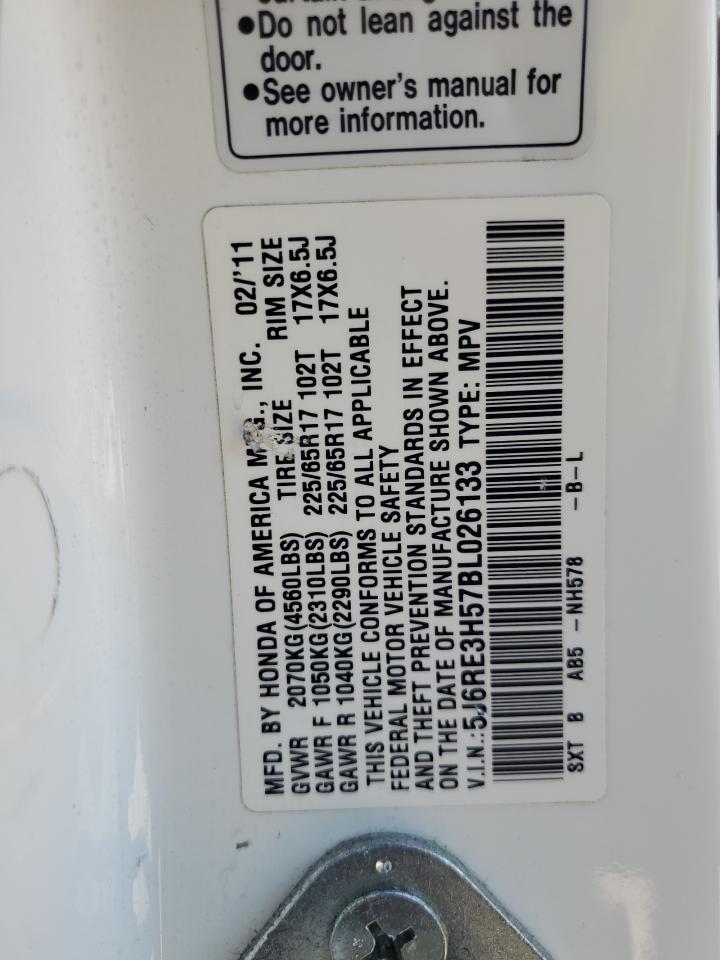 ●Do not lean against the
door.
●See owner's manual for
more information.
MFD. BY HONDA OF AMERICA MFG., INC. 02/'11
GVWR 2070KG(4560LBS) TIRE SIZE RIM SIZE
GAWR F 1050KG(2310LBS) 225/65R17 102T 17X6.5J
GAWR R 1040KG(2290LBS) 225/65R17 102T 17X6.5J
THIS VEHICLE CONFORMS TO ALL APPLICABLE
FEDERAL MOTOR VEHICLE SAFETY
AND THEFT PREVENTION STANDARDS IN EFFECT
ON THE DATE OF MANUFACTURE SHOWN ABOVE.
V.I.N.:5J6RE3H57BL026133 TYPE: MPV
SXT B AB5 -NH578 -B-L